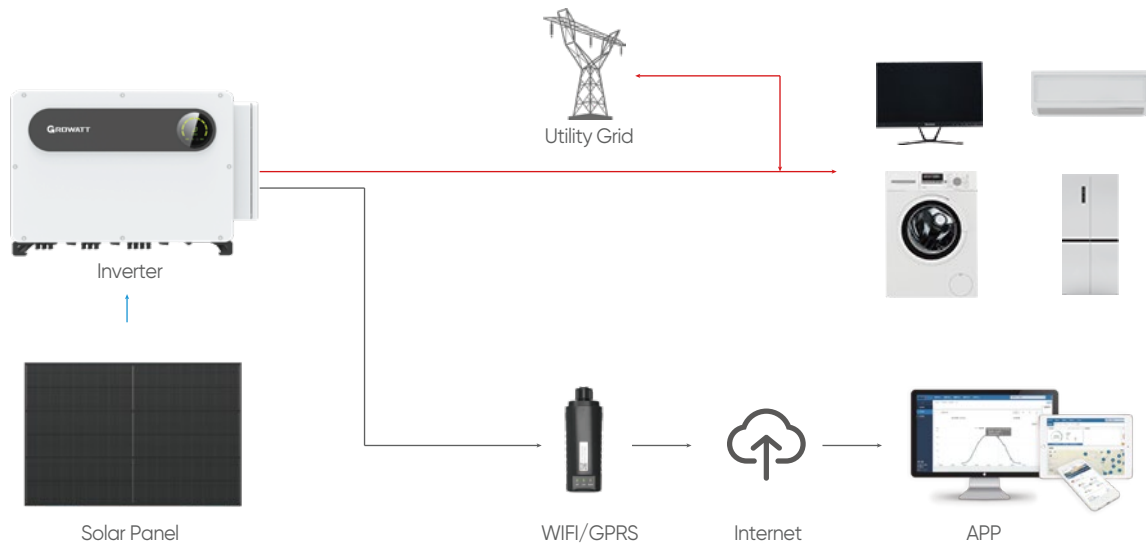 Utility Grid
GROWATT
Inverter
Solar Panel
WIFI/GPRS
Internet
APP